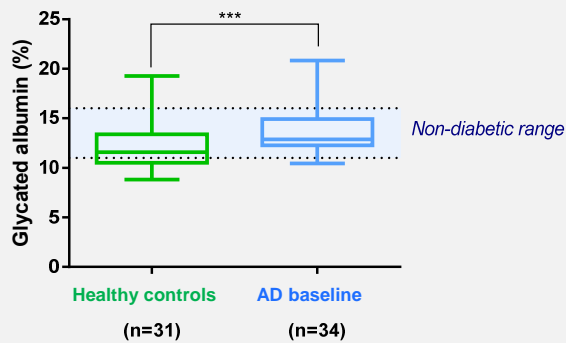 ***
25
20
15
10
5
0
Glycated albumin (%)
Non-diabetic range
Healthy controls AD baseline
(n=31) (n=34)